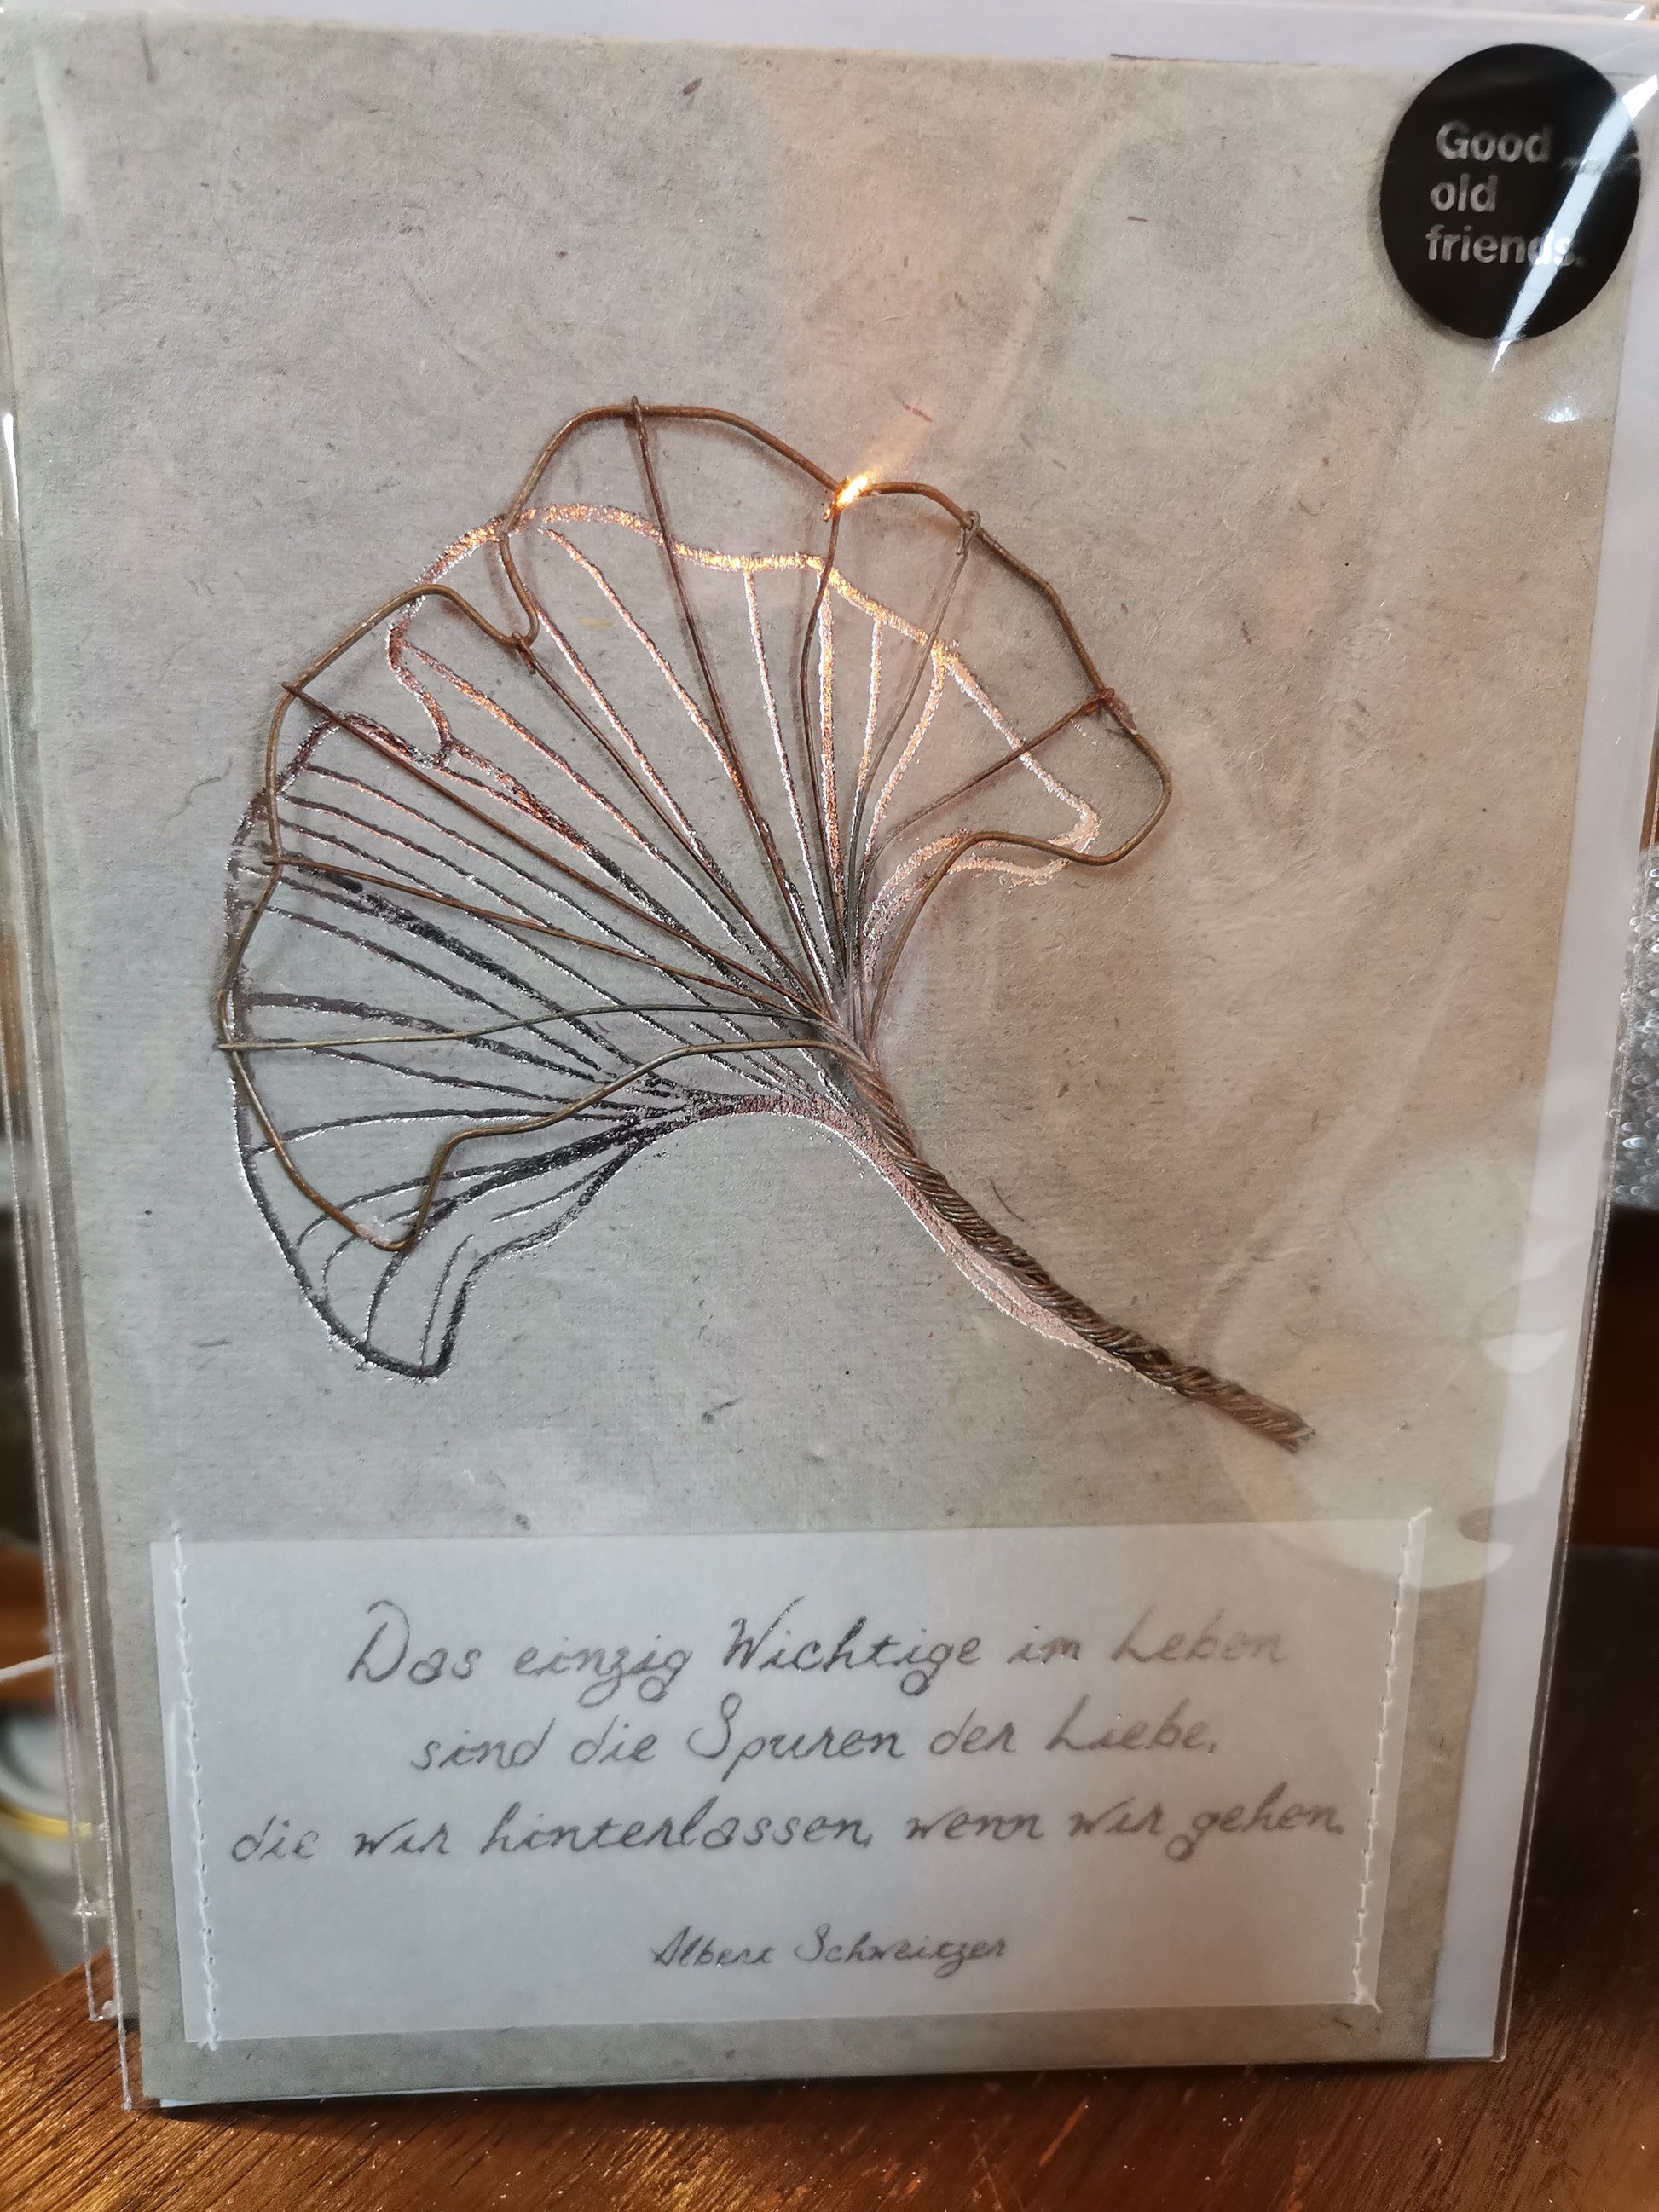 Good
old
friends.
Das einzig Wichtige im Leben
sind die Spuren der Liebe,
die wir hinterlassen, wenn wir gehen.
Albert Schweitzer